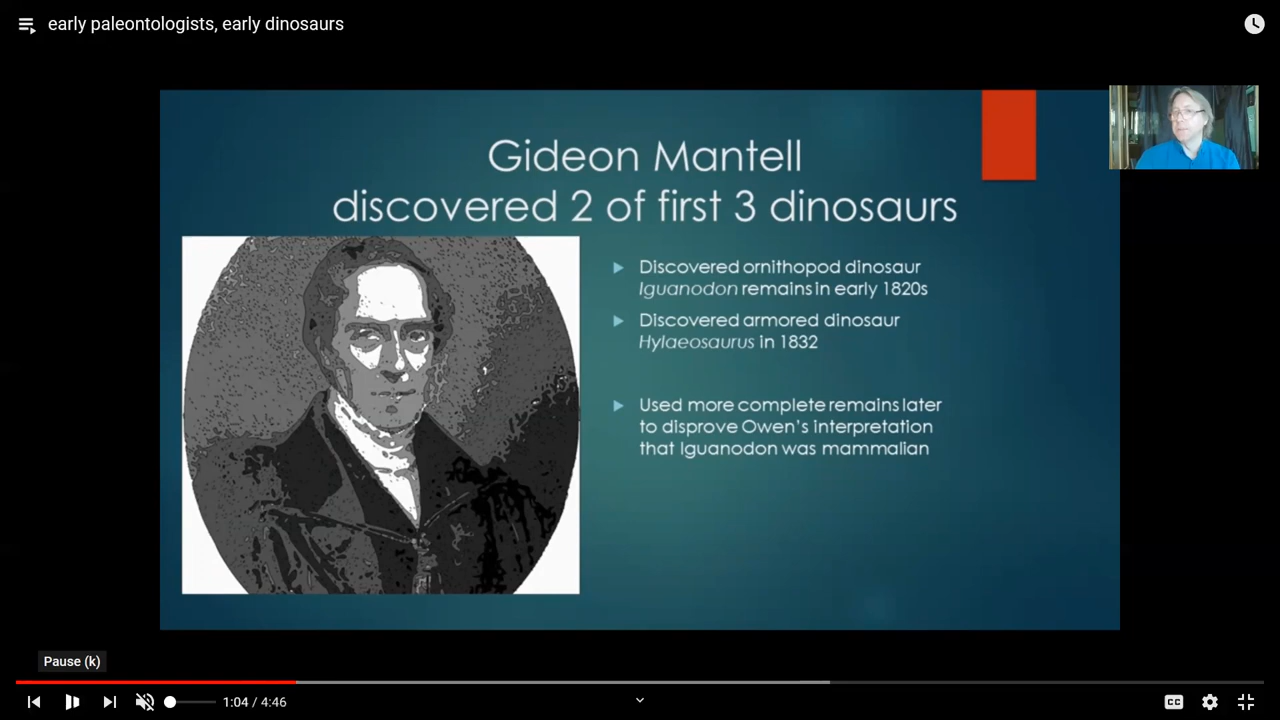 early paleontologists, early dinosaurs
Gideon Mantell
discovered 2 of first 3 dinosaurs
Discovered ornithopod dinosaur
Iguanodon remains in early 1820s
Discovered armored dinosaur
Hylaeosaurus in 1832
Used more complete remains later
to disprove Owen's interpretation
that Iguanodon was mammalian
Pause (k)
1:04 / 4:46
CC